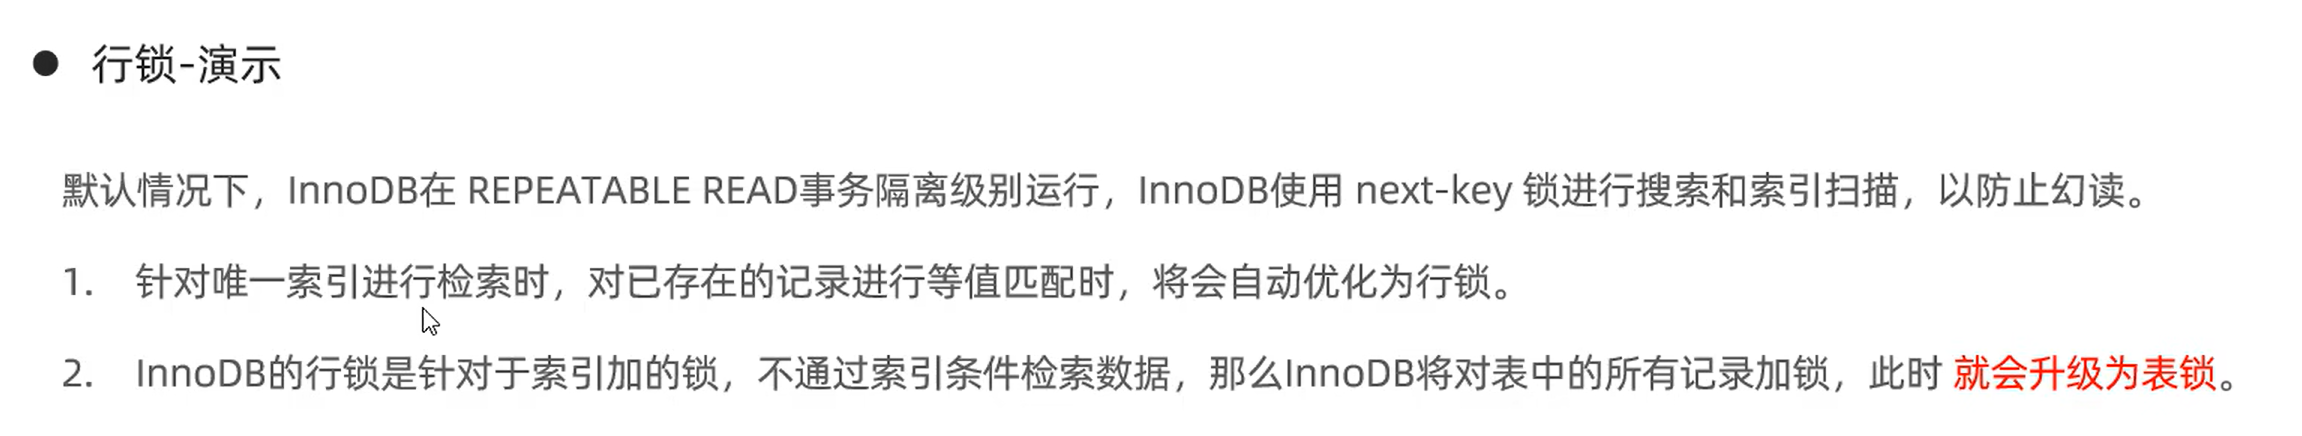 ● 行锁-演示
默认情况下，InnoDB在 REPEATABLE READ事务隔离级别运行，InnoDB使用 next-key 锁进行搜索和索引扫描，以防止幻读。
1. 针对唯一索引进行检索时，对已存在的记录进行等值匹配时，将会自动优化为行锁。
2. InnoDB的行锁是针对于索引加的锁，不通过索引条件检索数据，那么InnoDB将对表中的所有记录加锁，此时 就会升级为表锁。